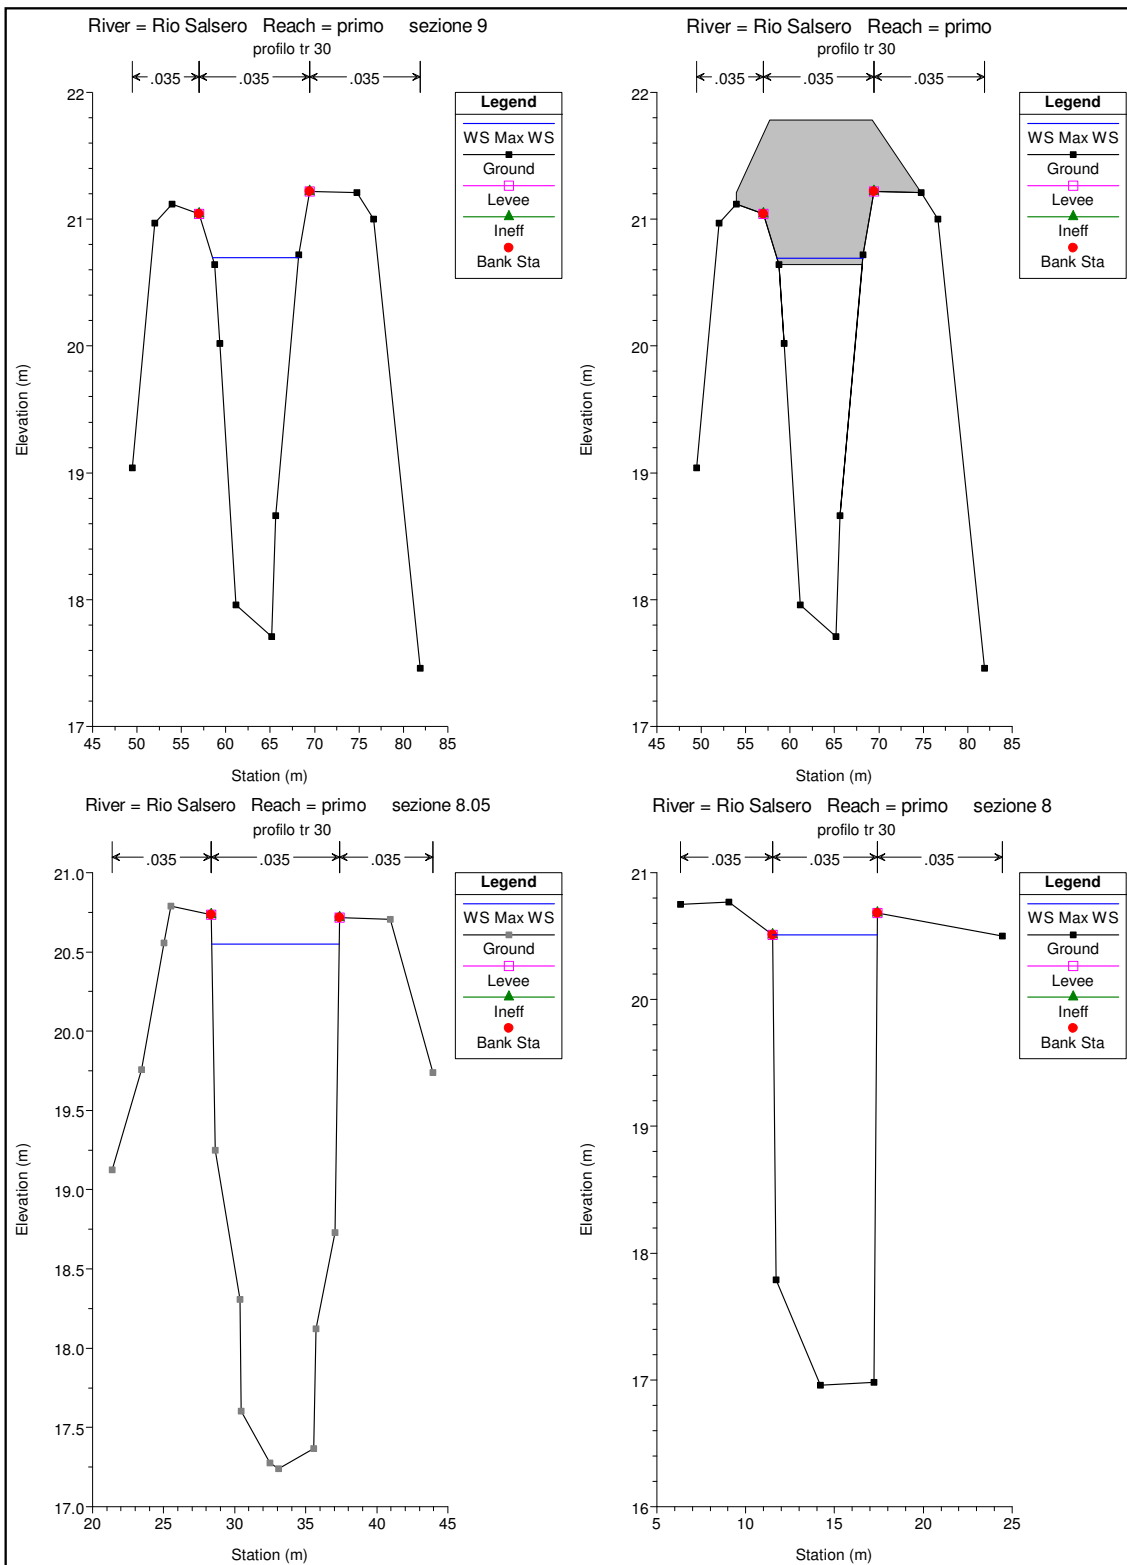 River = Rio Salsero Reach = primo sezione 9
profilo tr 30
.035 .035 .035
22
21
20
19
18
17
Elevation (m)
45 50 55 60 65 70 75 80 85
Station (m)
Legend
WS Max WS
Ground
Levee
Ineff
Bank Sta
River = Rio Salsero Reach = primo
profilo tr 30
.035 .035 .035
22
21
20
19
18
17
Elevation (m)
45 50 55 60 65 70 75 80 85
Station (m)
Legend
WS Max WS
Ground
Levee
Ineff
Bank Sta
River = Rio Salsero Reach = primo sezione 8.05
profilo tr 30
.035 .035 .035
21.0
20.5
20.0
19.5
19.0
18.5
18.0
17.5
17.0
Elevation (m)
20 25 30 35 40 45
Station (m)
Legend
WS Max WS
Ground
Levee
Ineff
Bank Sta
River = Rio Salsero Reach = primo sezione 8
profilo tr 30
.035 .035 .035
21
20
19
18
17
16
Elevation (m)
5 10 15 20 25
Station (m)
Legend
WS Max WS
Ground
Levee
Ineff
Bank Sta